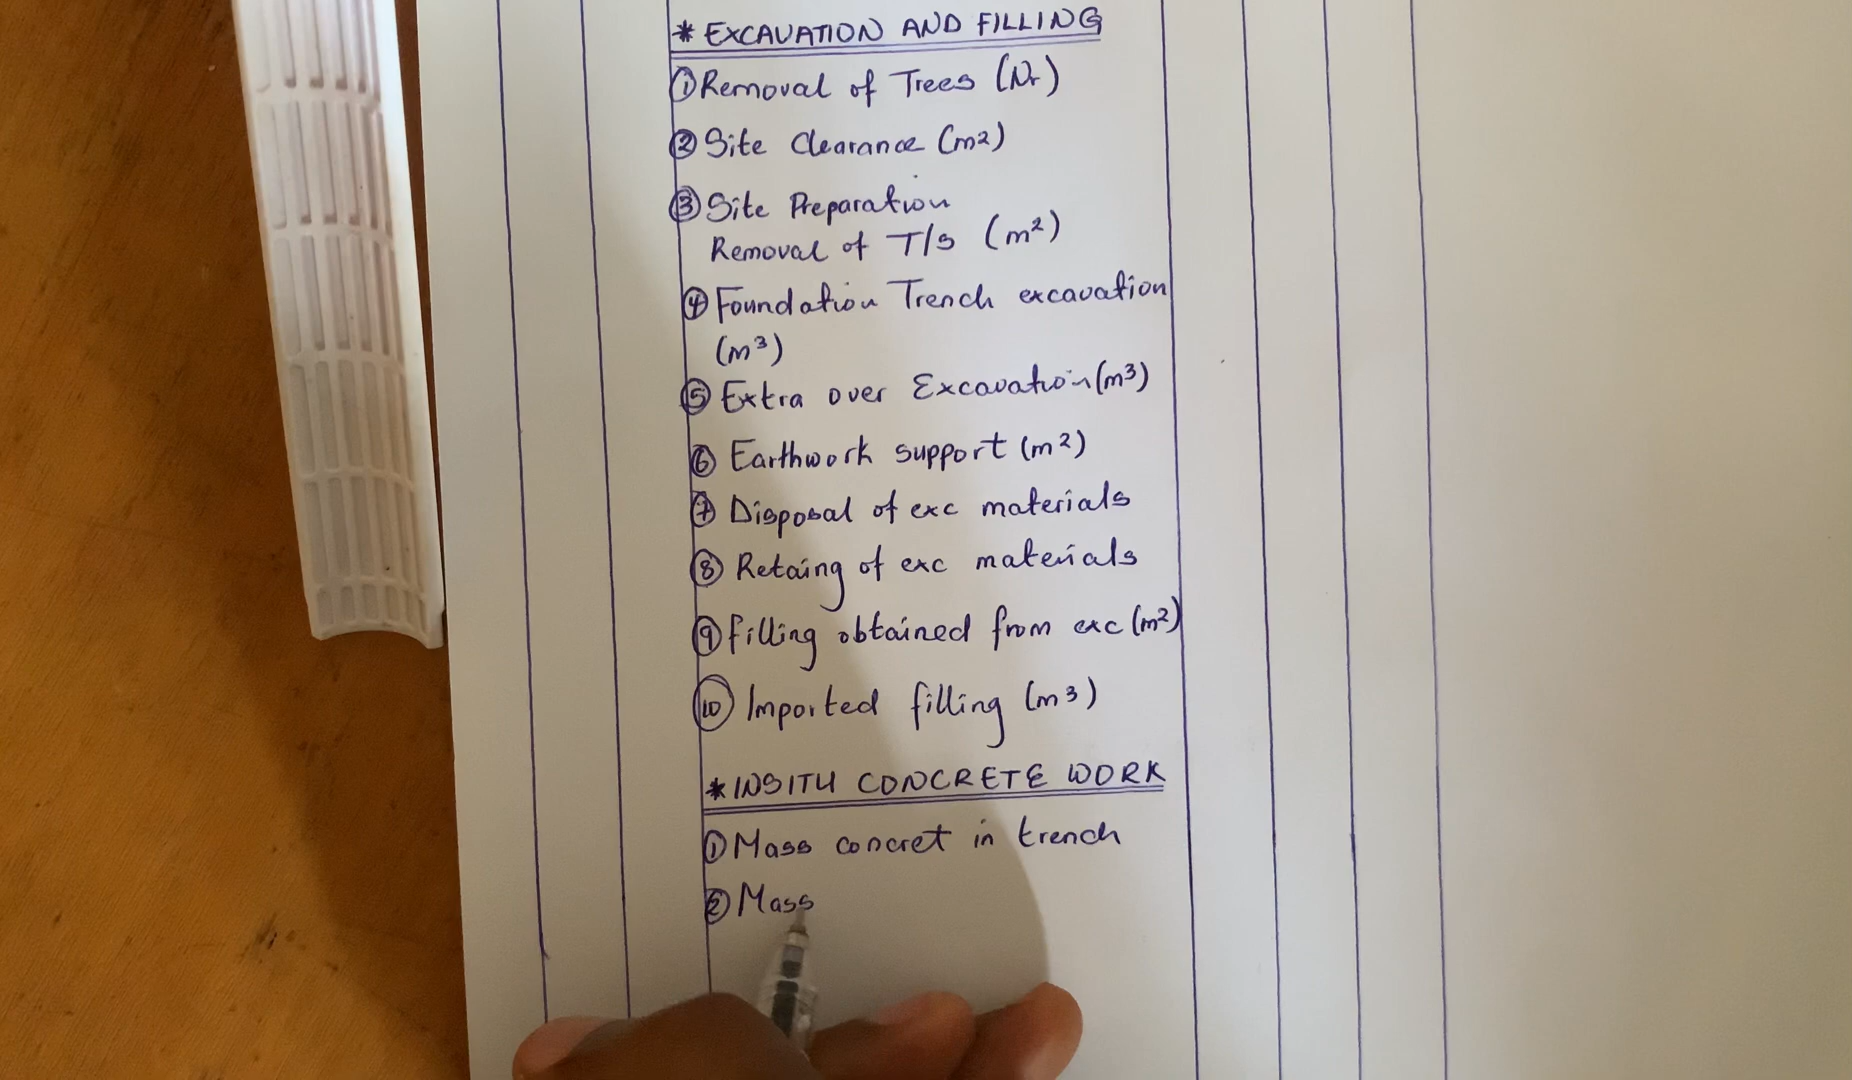 * EXCAVATION AND FILLING
① Removal of Trees (Nr)
② Site Clearance (m2)
③ Site Preparation
Removal of T/S (m²)
④ Foundation Trench excavation
(m³)
⑤ Extra over Excavation (m³)
⑥ Earthwork support (m²)
⑦ Disposal of exc materials
⑧ Retaing of exc materials
⑨ filling obtained from exc (m²)
⑩ Imported filling (m³)
* INSITU CONCRETE WORK
① Mass concret in trench
② Mass